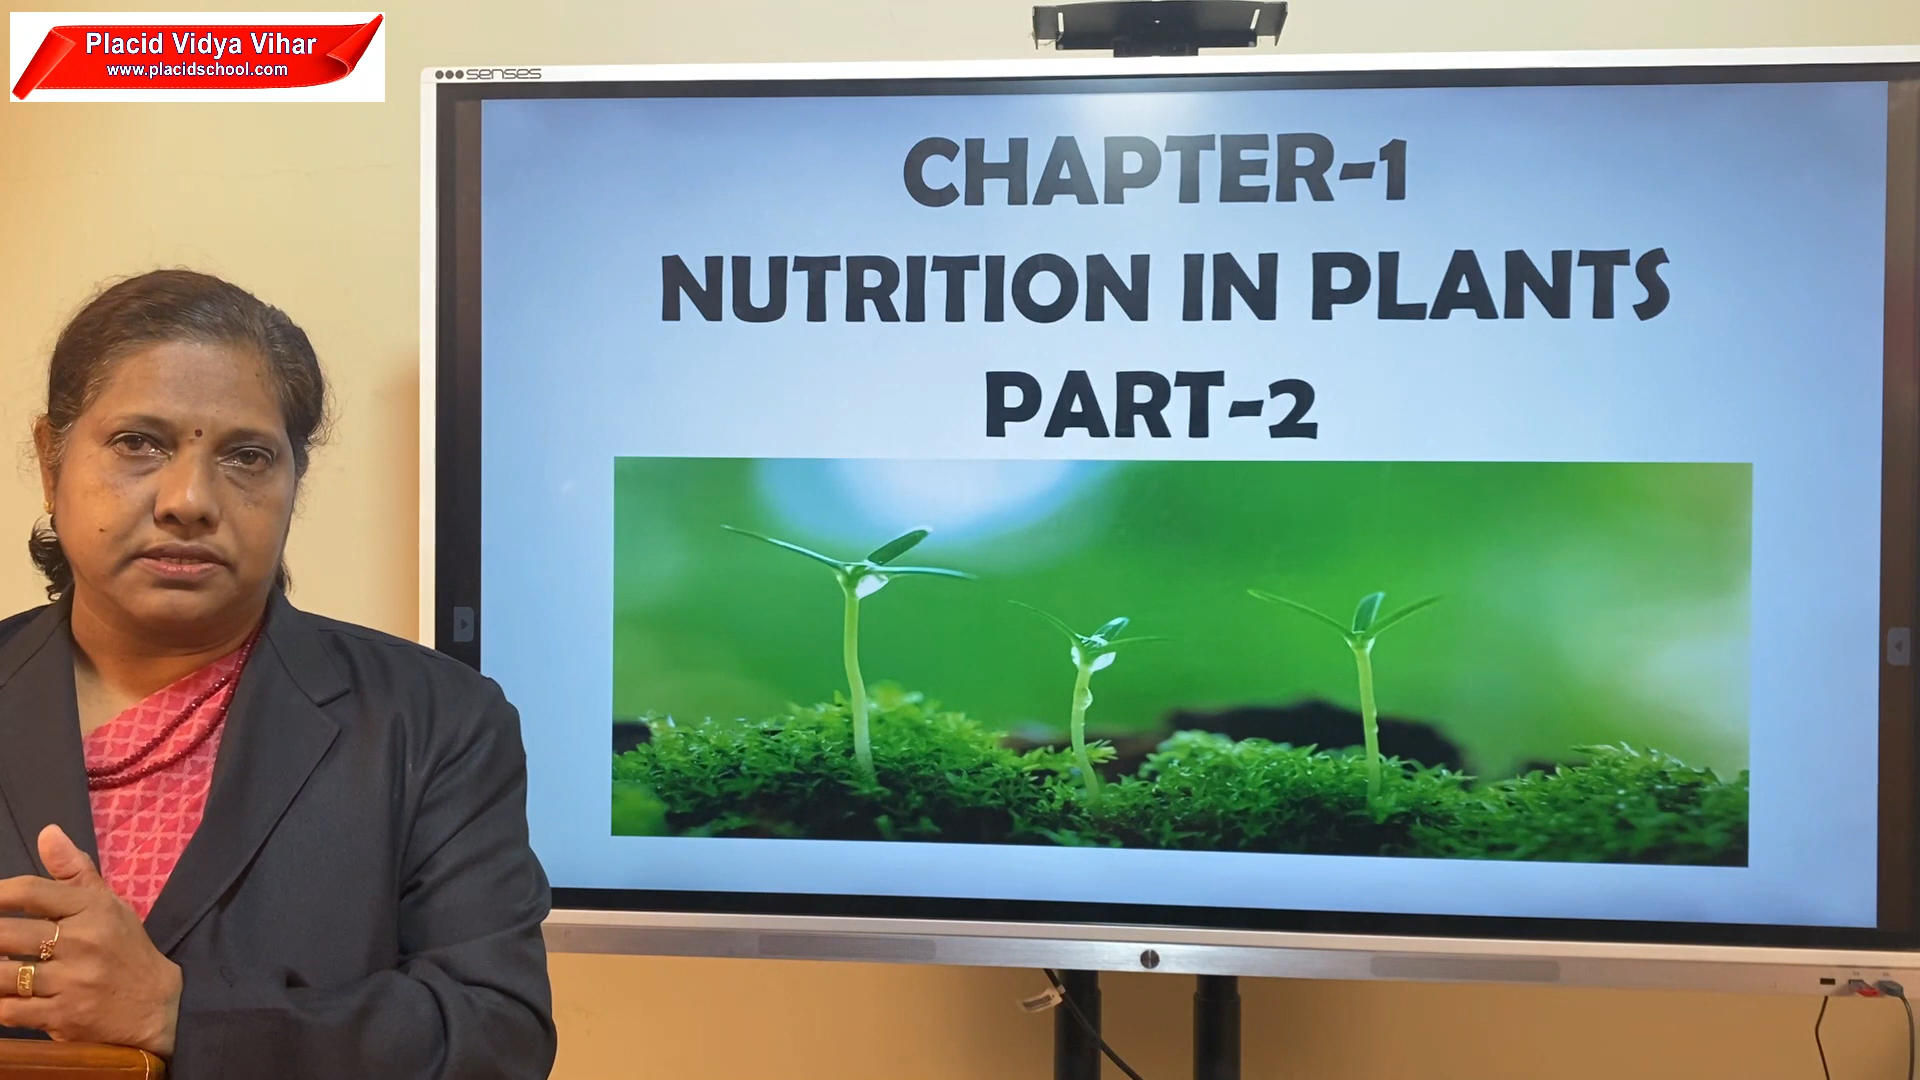 Placid Vidya Vihar
www.placidschool.com
senses
CHAPTER-1
NUTRITION IN PLANTS
PART-2